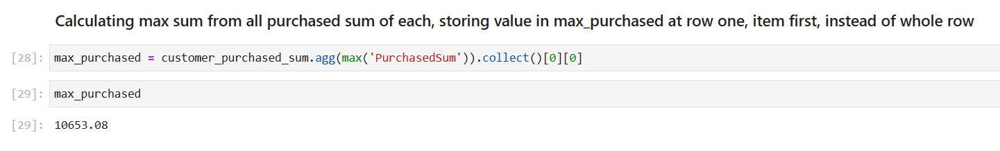 Calculating max sum from all purchased sum of each, storing value in max_purchased at row one, item first, instead of whole row
[28]: max_purchased = customer_purchased_sum.agg(max('PurchasedSum')).collect()[0][0]
[29]: max_purchased
[29]: 10653.08